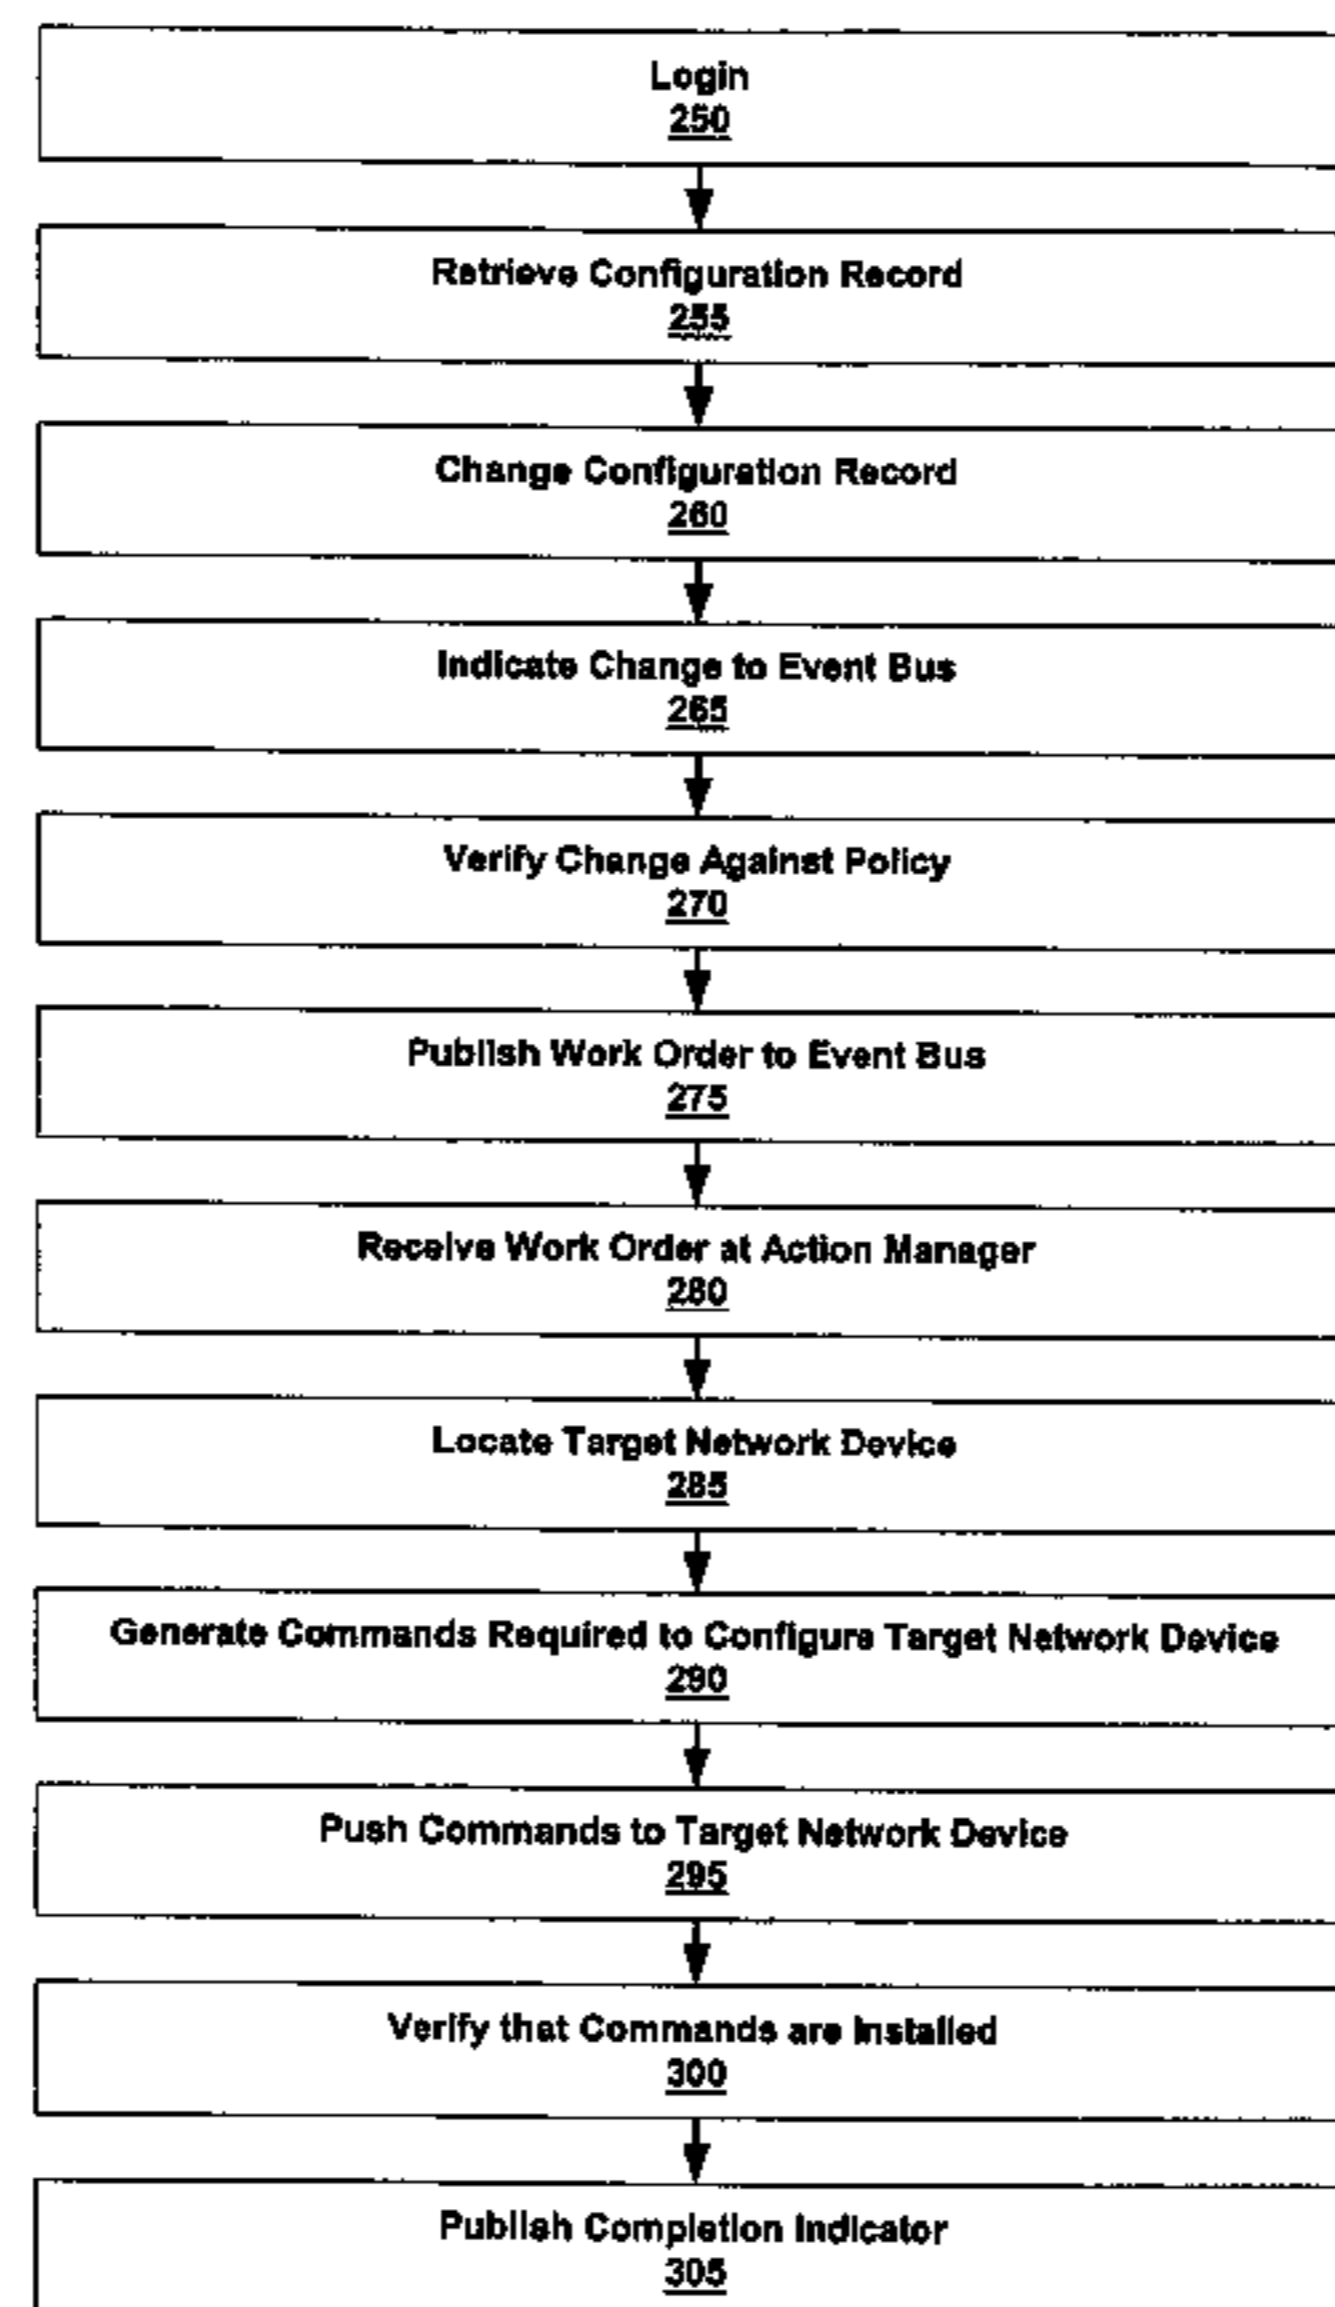 Login
250
Retrieve Configuration Record
255
Change Configuration Record
260
Indicate Change to Event Bus
265
Verify Change Against Policy
270
Publish Work Order to Event Bus
275
Receive Work Order at Action Manager
280
Locate Target Network Device
285
Generate Commands Required to Configure Target Network Device
290
Push Commands to Target Network Device
295
Verify that Commands are Installed
300
Publish Completion Indicator
305